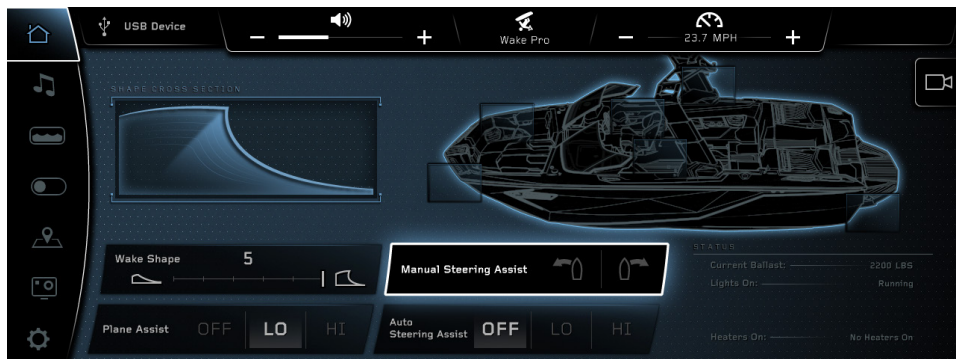 USB Device
Wake Pro
23.7 MPH
SHAPE CROSS SECTION
Wake Shape 5
Manual Steering Assist
STATUS
Current Ballast: 2200 LBS
Lights On: Running
Plane Assist OFF LO HI
Auto
Steering Assist OFF LO HI
Heaters On: No Heaters On